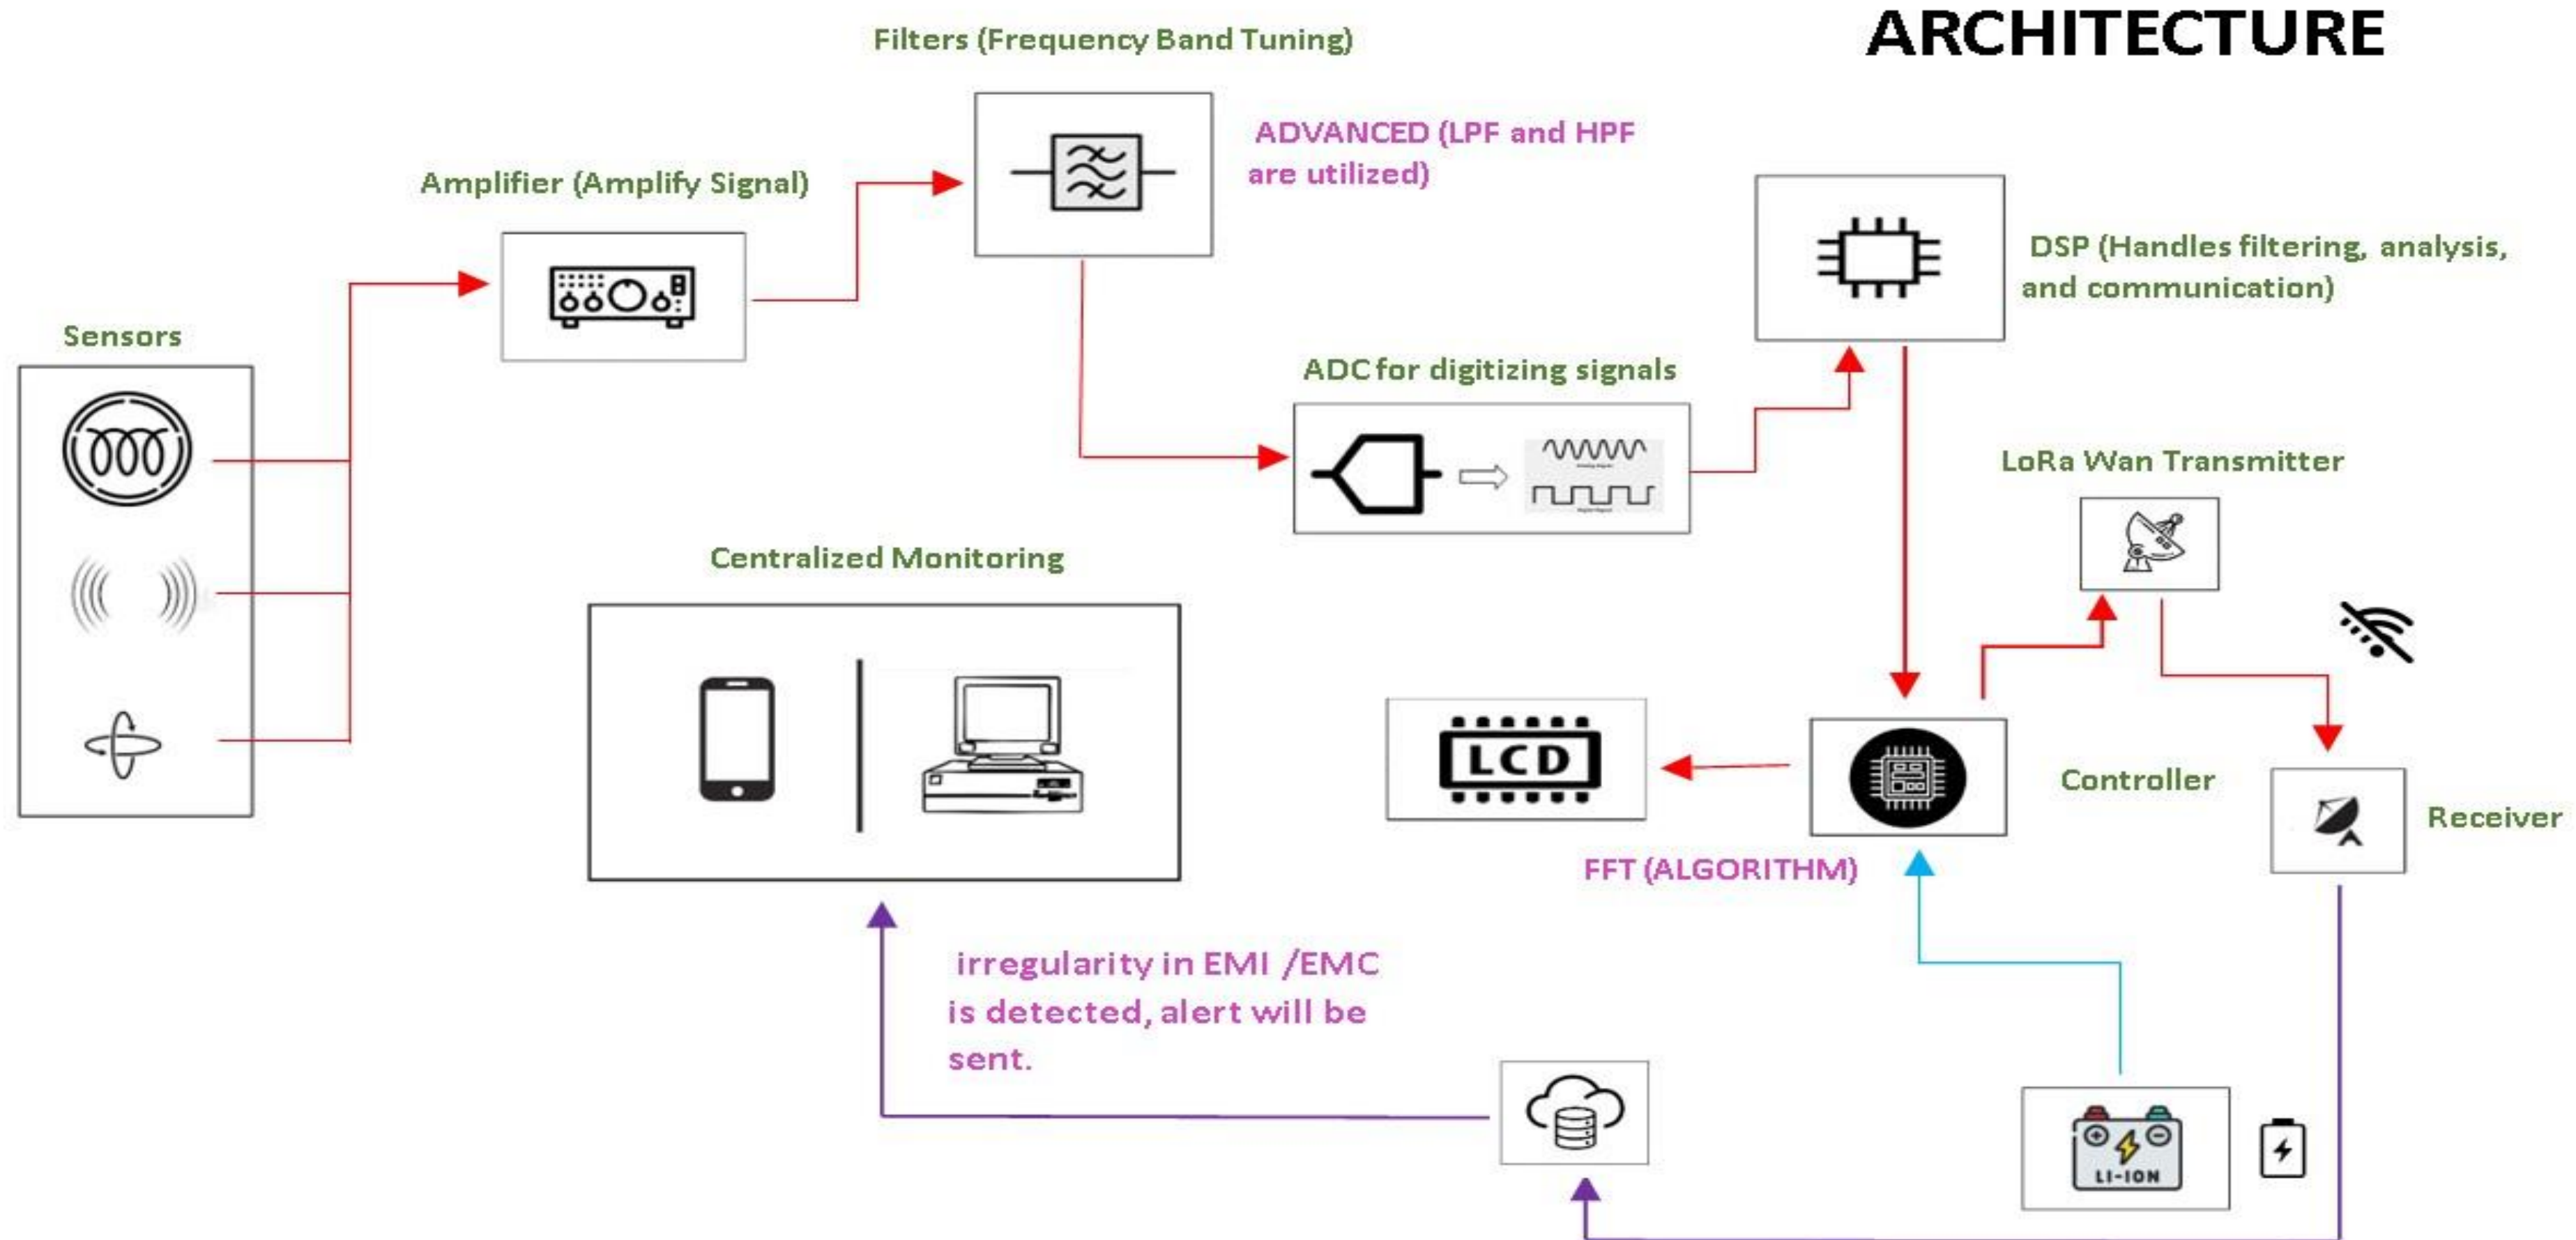 ARCHITECTURE
Filters (Frequency Band Tuning)
ADVANCED (LPF and HPF
are utilized)
Amplifier (Amplify Signal)
DSP (Handles filtering, analysis,
and communication)
Sensors
ADC for digitizing signals
LoRa Wan Transmitter
Centralized Monitoring
LCD
Controller
Receiver
FFT (ALGORITHM)
irregularity in EMI /EMC
is detected, alert will be
sent.
LI-ION